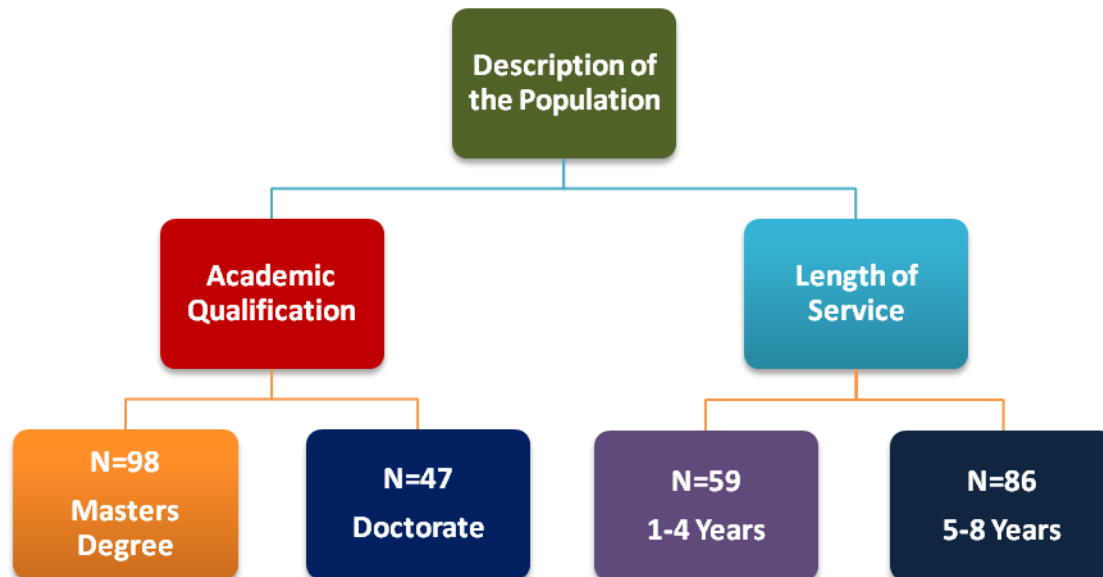 Description of
the Population
Academic
Qualification
Length of
Service
N=98
Masters
Degree
N=47
Doctorate
N=59
1-4 Years
N=86
5-8 Years